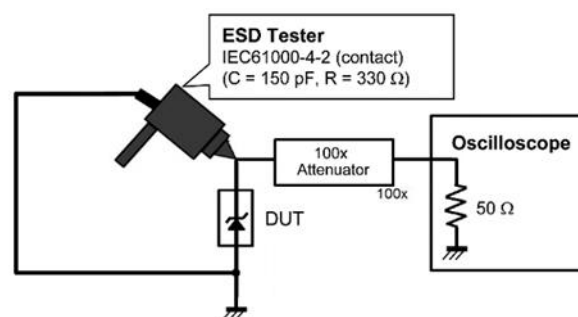 ESD Tester
IEC61000-4-2 (contact)
(C = 150 pF, R = 330 Ω)
100x
Attenuator
100x
Oscilloscope
50 Ω
DUT